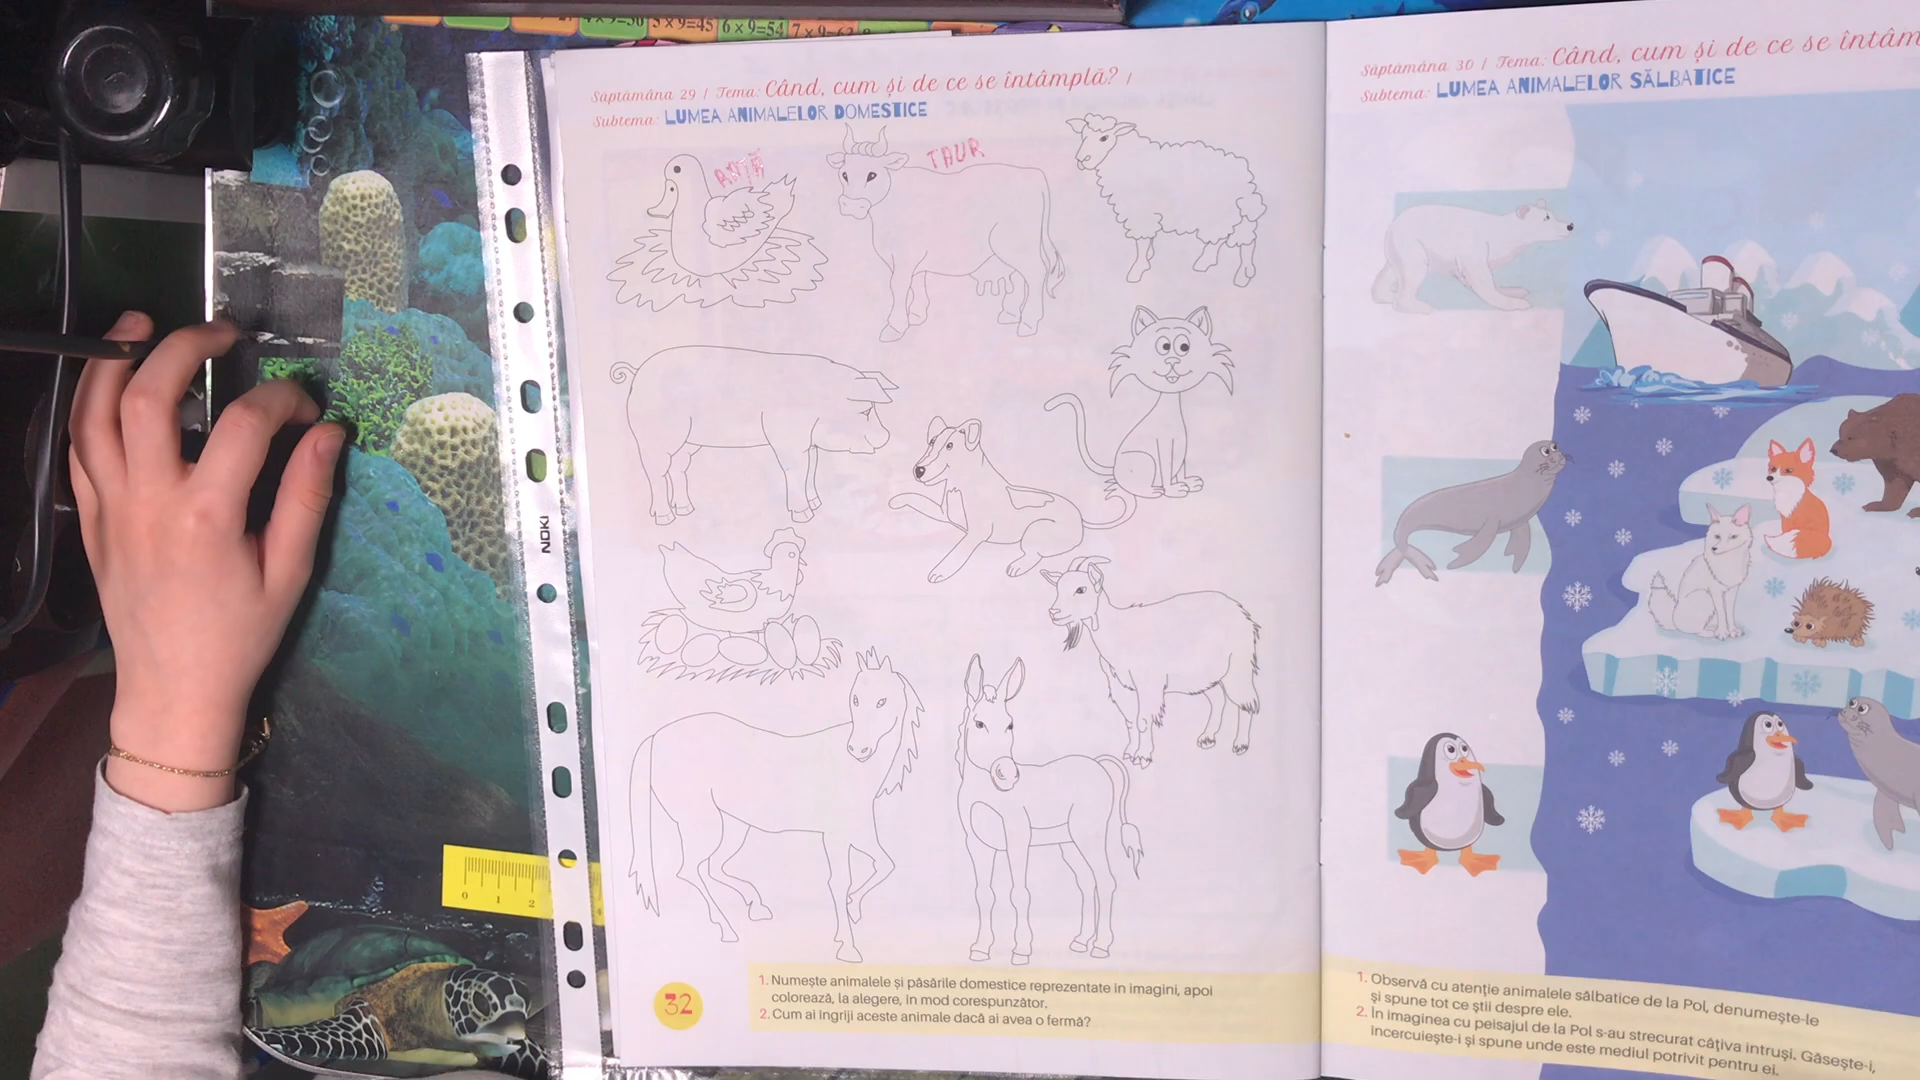 5x9=45 6x9=54
Săptămâna 29 / Tema: Când, cum și de ce se întâmplă? /
Subtema: LUMEA ANIMALELOR DOMESTICE
TAUR
NOKI
0 1 2
32
1. Numește animalele și păsările domestice reprezentate în imagini, apoi
colorează, la alegere, în mod corespunzător.
2. Cum ai îngriji aceste animale dacă ai avea o fermă?
Săptămâna 30 / Tema: Când, cum și de ce se întâm
Subtema: LUMEA ANIMALELOR SĂLBATICE
1. Observă cu atenție animalele sălbatice de la Pol, denumește-le
și spune tot ce știi despre ele.
2. În imaginea cu peisajul de la Pol s-au strecurat câțiva intruși. Găsește-i,
încercuiește-i și spune unde este mediul potrivit pentru ei.